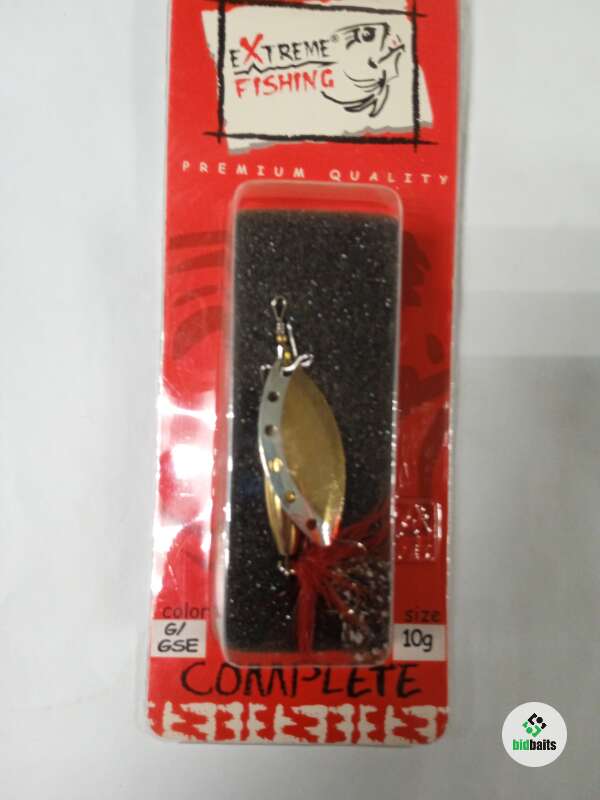 eXTREME®
FISHING
PREMIUM QUALITY
color
G/
GSE
size
10g
COMPLETE
bidbaits